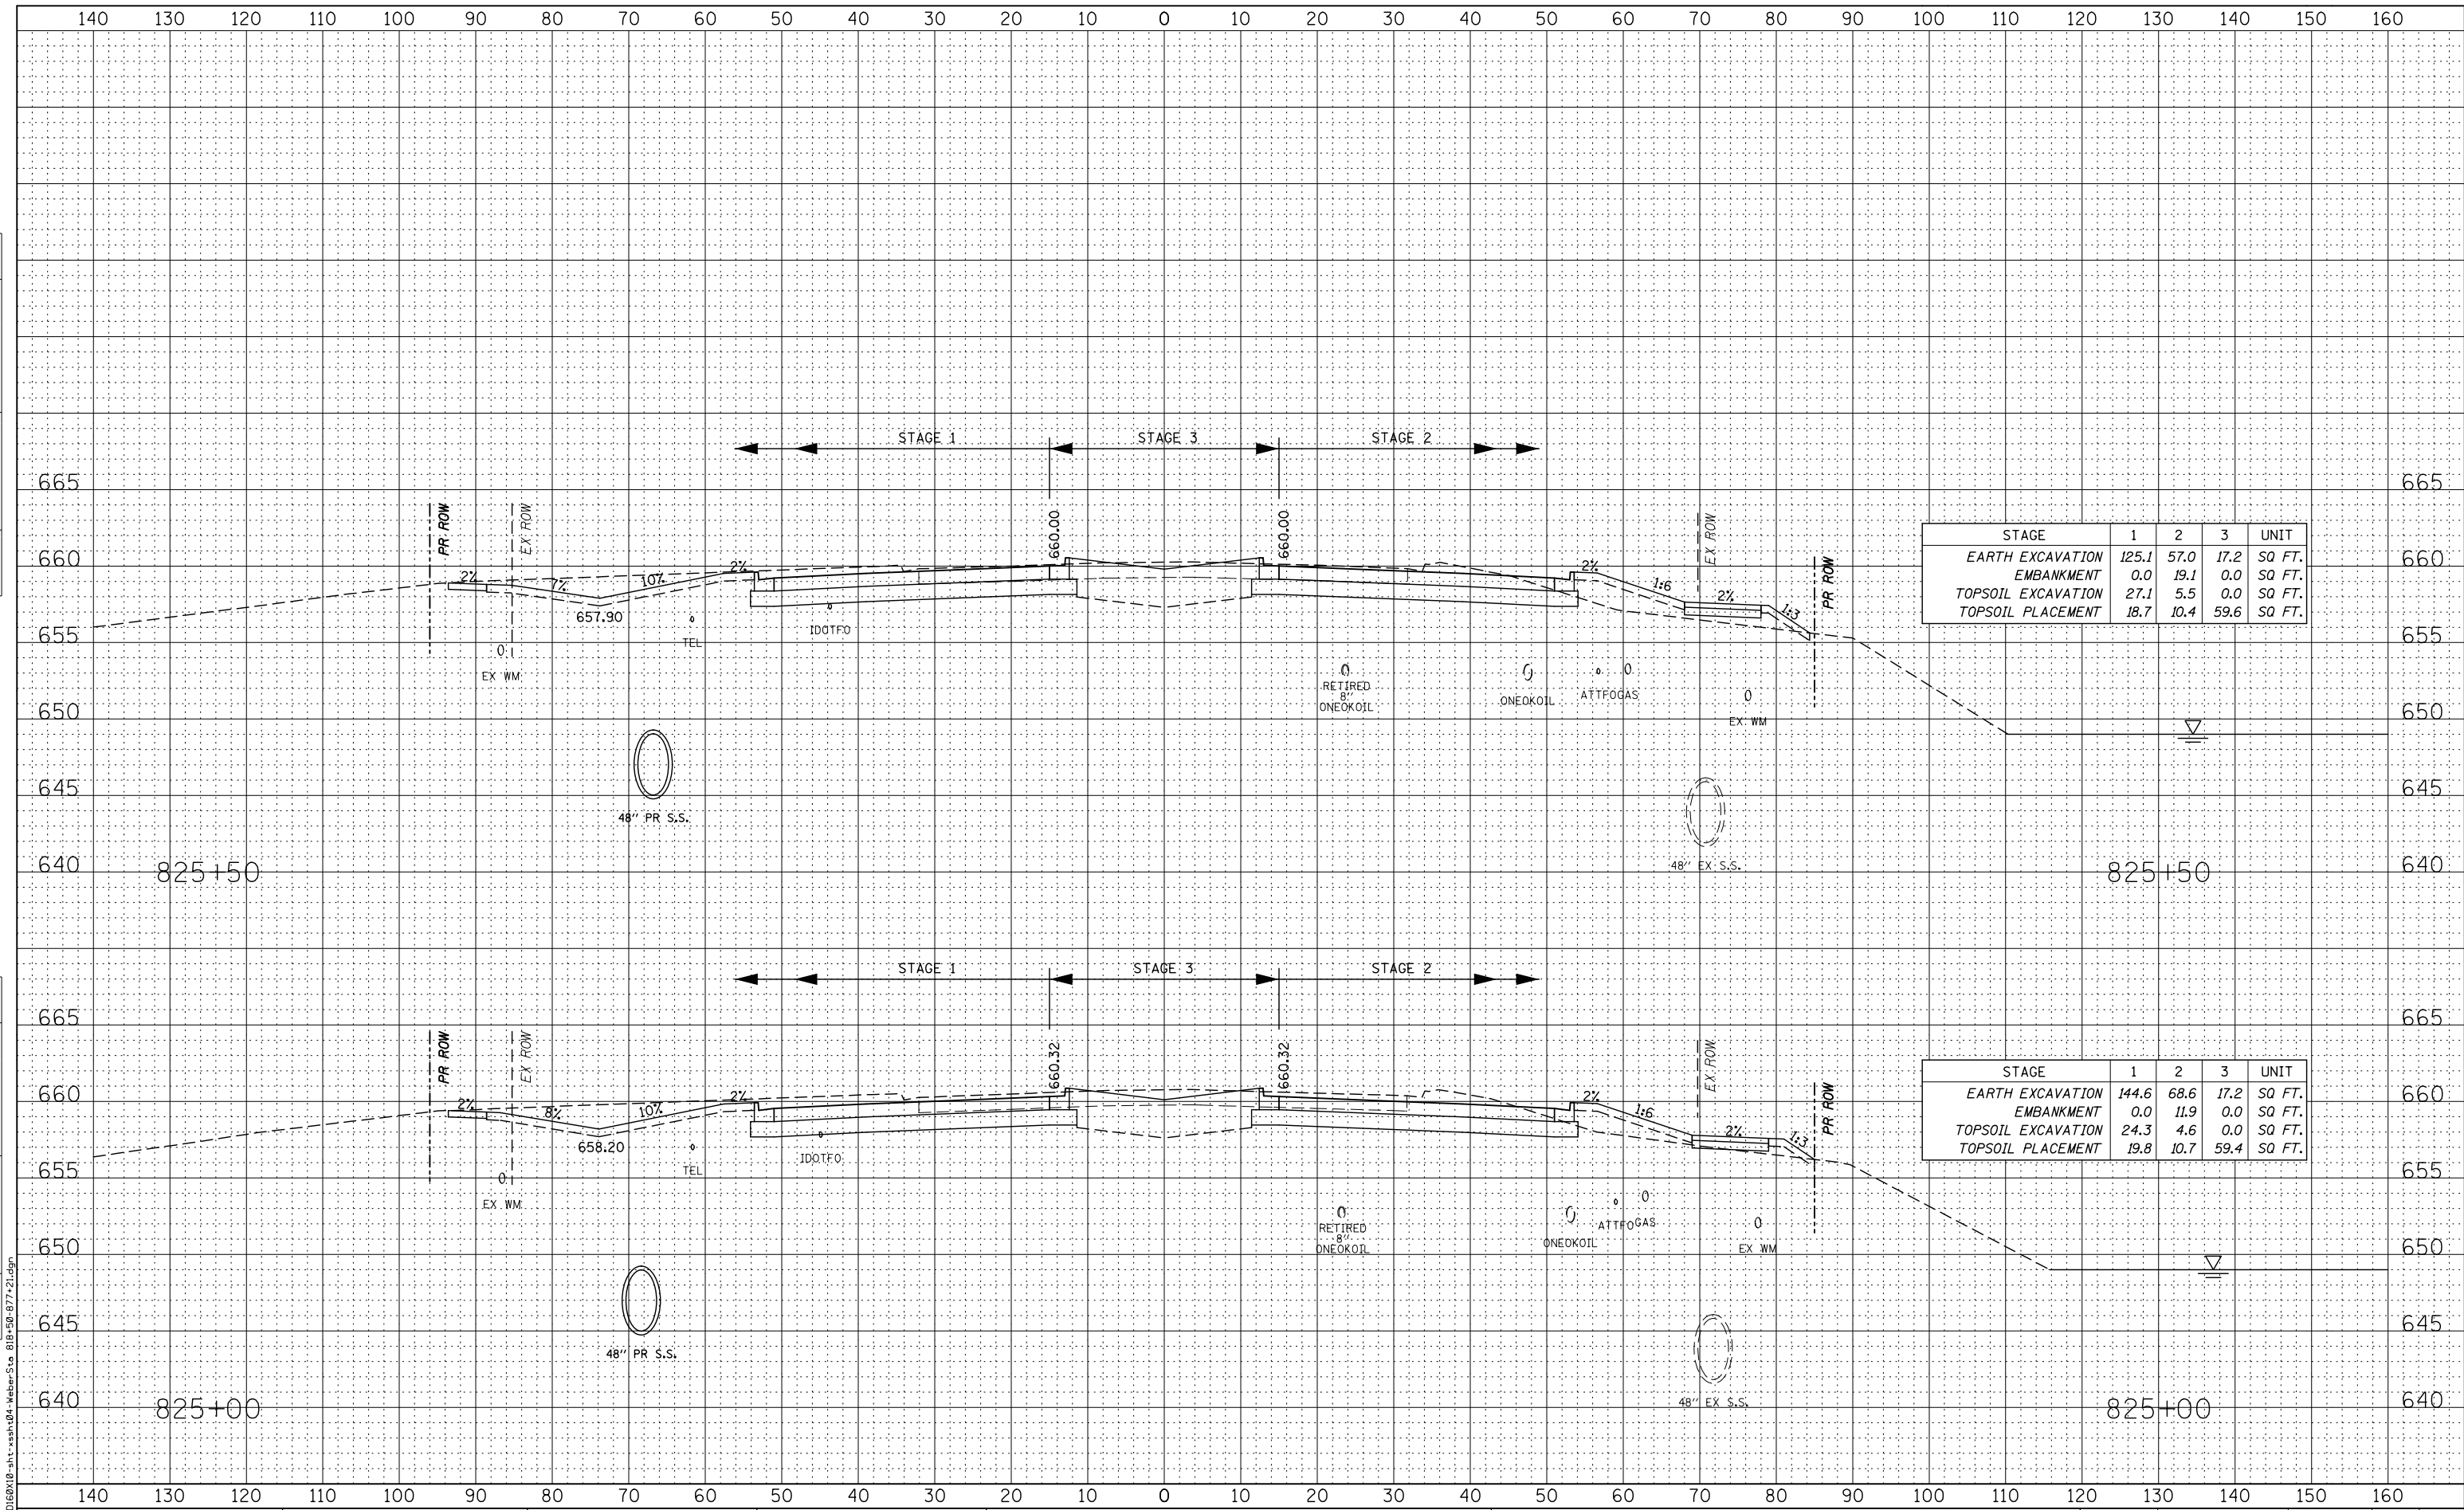 140 130 120 110 100 90 80 70 60 50 40 30 20 10 0 10 20 30 40 50 60 70 80 90 100 110 120 130 140 150 160
STAGE 1 STAGE 3 STAGE 2
665 665
PR ROW EX ROW 660.00 660.00 EX ROW PR ROW
660 660
2% 7% 10% 2% 2% 1:6 2% 1:3
657.90
655 655
EX WM TEL IDOTFO
RETIRED
8"
ONEOKOIL
ONEOKOIL ATTFOGAS EX WM
STAGE 1 2 3 UNIT
EARTH EXCAVATION 125.1 57.0 17.2 SQ FT.
EMBANKMENT 0.0 19.1 0.0 SQ FT.
TOPSOIL EXCAVATION 27.1 5.5 0.0 SQ FT.
TOPSOIL PLACEMENT 18.7 10.4 59.6 SQ FT.
650 650
645 645
48" PR S.S.
48" EX S.S.
640 825+50 825+50 640
STAGE 1 STAGE 3 STAGE 2
665 665
PR ROW EX ROW 660.32 660.32 EX ROW PR ROW
660 660
2% 8% 10% 2% 2% 1:6 2% 1:3
658.20
655 655
EX WM TEL IDOTFO
RETIRED
8"
ONEOKOIL
ONEOKOIL ATTFOGAS EX WM
STAGE 1 2 3 UNIT
EARTH EXCAVATION 144.6 68.6 17.2 SQ FT.
EMBANKMENT 0.0 11.9 0.0 SQ FT.
TOPSOIL EXCAVATION 24.3 4.6 0.0 SQ FT.
TOPSOIL PLACEMENT 19.8 10.7 59.4 SQ FT.
650 650
645 645
48" PR S.S.
48" EX S.S.
640 825+00 825+00 640
140 130 120 110 100 90 80 70 60 50 40 30 20 10 0 10 20 30 40 50 60 70 80 90 100 110 120 130 140 150 160
D160X10-sht-xssht04-Weber Sta 818+50-877+21.dgn